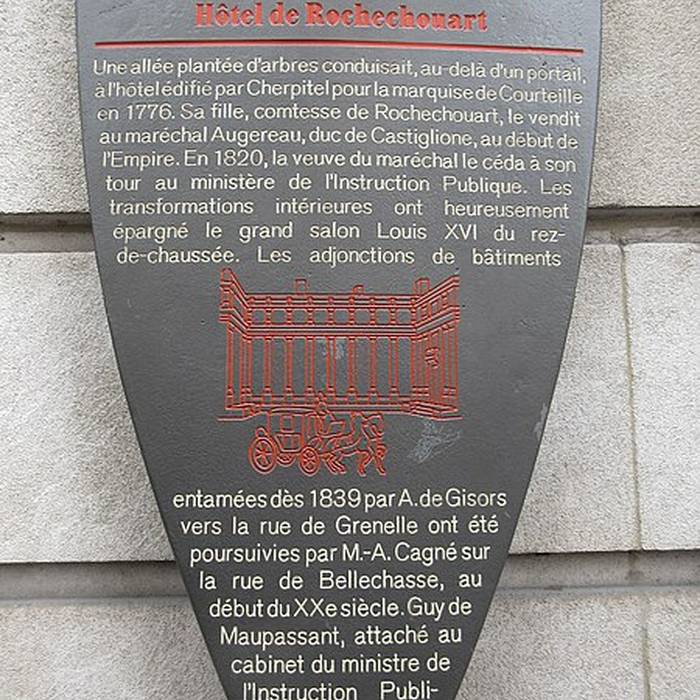 Hôtel de Rochechouart
Une allée plantée d'arbres conduisait, au-delà d'un portail,
à l'hôtel édifié par Cherpitel pour la marquise de Courteille
en 1776. Sa fille, comtesse de Rochechouart, le vendit
au maréchal Augereau, duc de Castiglione, au début de
l'Empire. En 1820, la veuve du maréchal le céda à son
tour au ministère de l'Instruction Publique. Les
transformations intérieures ont heureusement
épargné le grand salon Louis XVI du rez-
de-chaussée. Les adjonctions de bâtiments
entamées dès 1839 par A. de Gisors
vers la rue de Grenelle ont été
poursuivies par M.-A. Cagné sur
la rue de Bellechasse, au
début du XXe siècle. Guy de
Maupassant, attaché au
cabinet du ministre de
l'Instruction Publi-